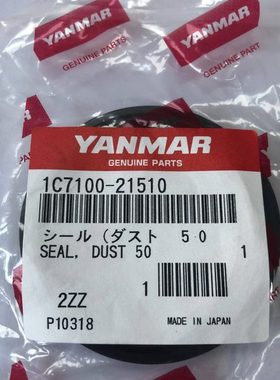 YANMAR
GENUINE PARTS
YANMAR
GENUINE PARTS
YANMAR
GENUINE PARTS
1C7100-21510
シール (ダスト 50
SEAL, DUST 50 1
1
2ZZ
P10318 MADE IN JAPAN